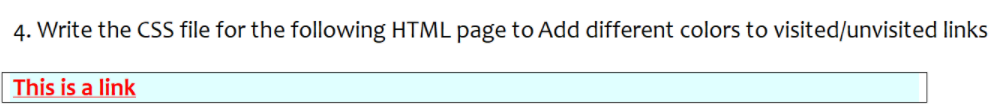 4. Write the CSS file for the following HTML page to Add different colors to visited/unvisited links
This is a link